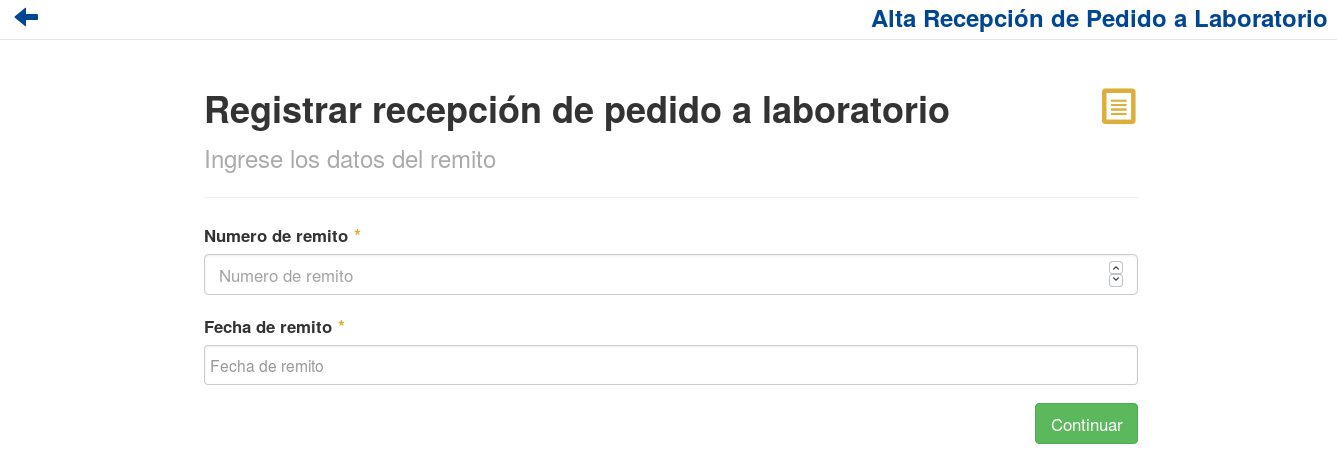 Alta Recepción de Pedido a Laboratorio
Registrar recepción de pedido a laboratorio
Ingrese los datos del remito
Numero de remito *
Numero de remito
Fecha de remito *
Fecha de remito
Continuar